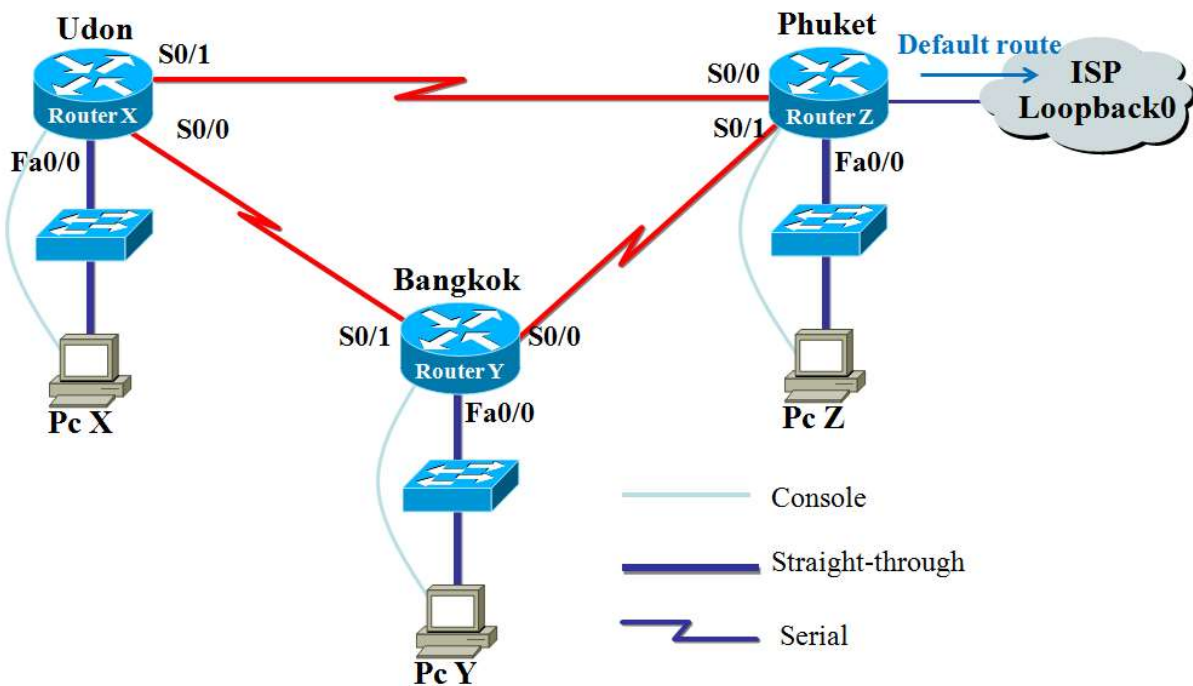 Udon
S0/1
Router X
S0/0
Fa0/0
Pc X
Phuket
Default route
S0/0
ISP
Loopback0
Router Z
S0/1
Fa0/0
Pc Z
Bangkok
S0/1
S0/0
Router Y
Fa0/0
Pc Y
Console
Straight-through
Serial